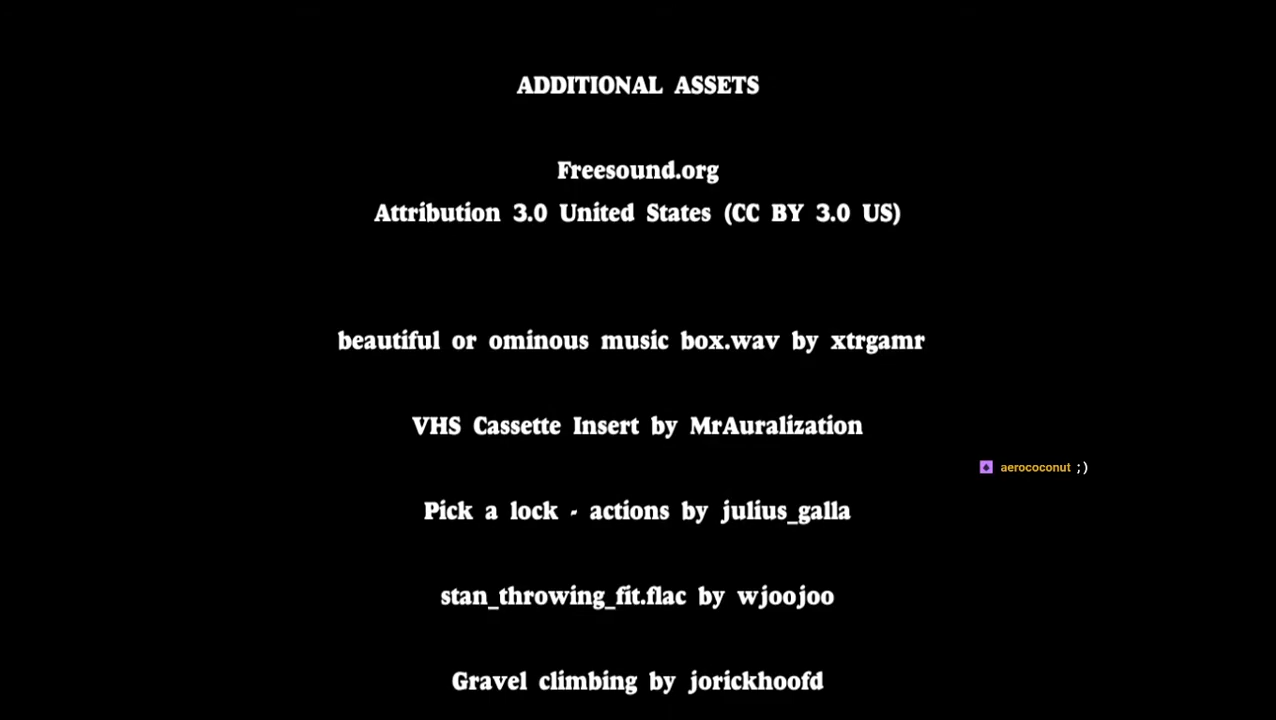 ADDITIONAL ASSETS
Freesound.org
Attribution 3.0 United States (CC BY 3.0 US)
beautiful or ominous music box.wav by xtrgamr
VHS Cassette Insert by MrAuralization
aerococonut ;)
Pick a lock - actions by julius_galla
stan_throwing_fit.flac by wjoojoo
Gravel climbing by jorickhoofd